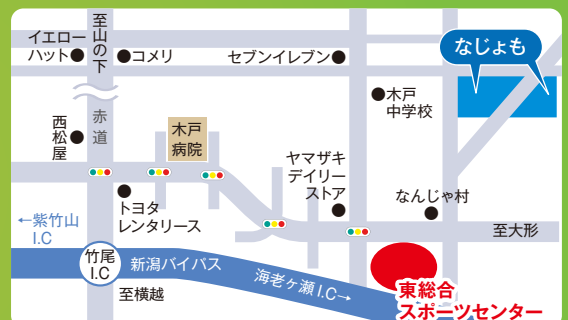 至山の下
イエロー
ハット
コメリ
セブンイレブン
なじょも
木戸
中学校
赤道
西松屋
木戸
病院
ヤマザキ
デイリー
ストア
なんじゃ村
トヨタ
レンタリース
至大形
←紫竹山
I.C
竹尾
I.C
新潟バイパス
海老ヶ瀬I.C→
至横越
東総合
スポーツセンター